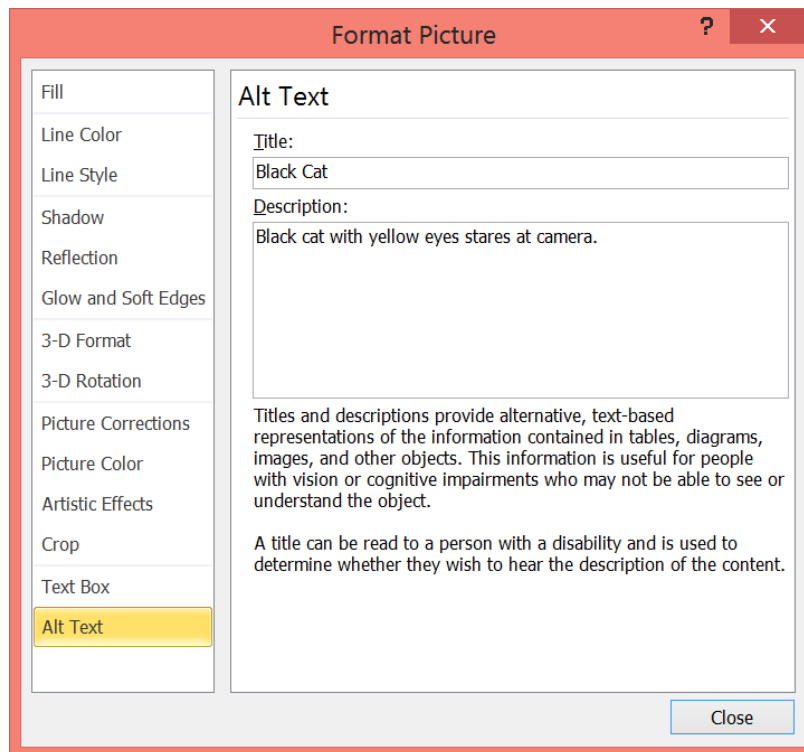 Format Picture
?
Fill
Line Color
Line Style
Shadow
Reflection
Glow and Soft Edges
3-D Format
3-D Rotation
Picture Corrections
Picture Color
Artistic Effects
Crop
Text Box
Alt Text
Alt Text
Title:
Black Cat
Description:
Black cat with yellow eyes stares at camera.
Titles and descriptions provide alternative, text-based
representations of the information contained in tables, diagrams,
images, and other objects. This information is useful for people
with vision or cognitive impairments who may not be able to see or
understand the object.
A title can be read to a person with a disability and is used to
determine whether they wish to hear the description of the content.
Close